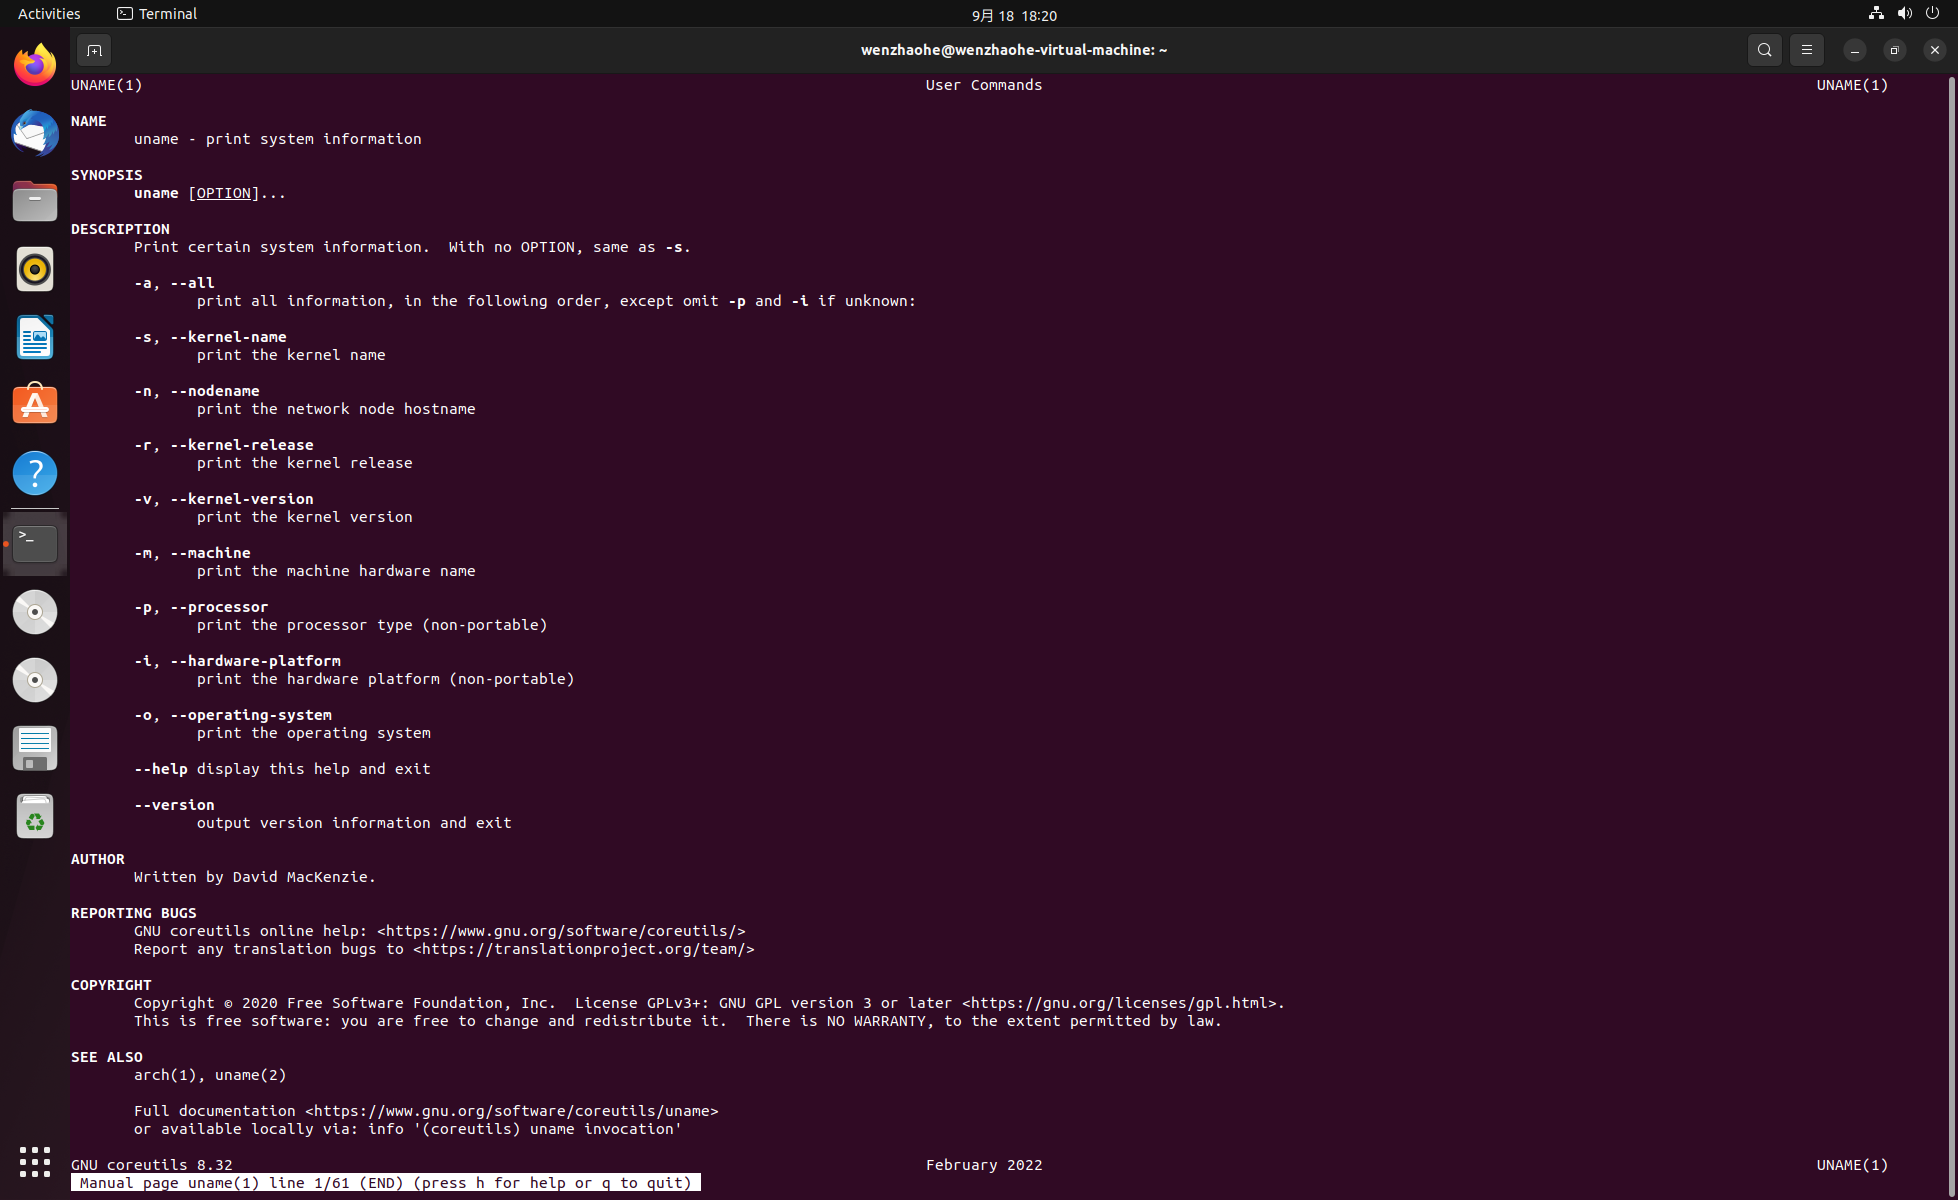 Activities Terminal 9月 18 18:20
wenzhaohe@wenzhaohe-virtual-machine: ~
UNAME(1) User Commands UNAME(1)
NAME
uname - print system information
SYNOPSIS
uname [OPTION]...
DESCRIPTION
Print certain system information.  With no OPTION, same as -s.
-a, --all
print all information, in the following order, except omit -p and -i if unknown:
-s, --kernel-name
print the kernel name
-n, --nodename
print the network node hostname
-r, --kernel-release
print the kernel release
-v, --kernel-version
print the kernel version
-m, --machine
print the machine hardware name
-p, --processor
print the processor type (non-portable)
-i, --hardware-platform
print the hardware platform (non-portable)
-o, --operating-system
print the operating system
--help display this help and exit
--version
output version information and exit
AUTHOR
Written by David MacKenzie.
REPORTING BUGS
GNU coreutils online help: <https://www.gnu.org/software/coreutils/>
Report any translation bugs to <https://translationproject.org/team/>
COPYRIGHT
Copyright © 2020 Free Software Foundation, Inc.  License GPLv3+: GNU GPL version 3 or later <https://gnu.org/licenses/gpl.html>.
This is free software: you are free to change and redistribute it.  There is NO WARRANTY, to the extent permitted by law.
SEE ALSO
arch(1), uname(2)
Full documentation <https://www.gnu.org/software/coreutils/uname>
or available locally via: info '(coreutils) uname invocation'
GNU coreutils 8.32 February 2022 UNAME(1)
Manual page uname(1) line 1/61 (END) (press h for help or q to quit)